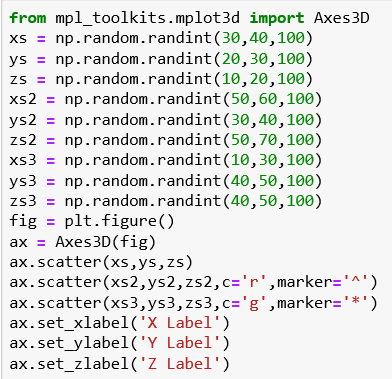 from mpl_toolkits.mplot3d import Axes3D
xs = np.random.randint(30,40,100)
ys = np.random.randint(20,30,100)
zs = np.random.randint(10,20,100)
xs2 = np.random.randint(50,60,100)
ys2 = np.random.randint(30,40,100)
zs2 = np.random.randint(50,70,100)
xs3 = np.random.randint(10,30,100)
ys3 = np.random.randint(40,50,100)
zs3 = np.random.randint(40,50,100)
fig = plt.figure()
ax = Axes3D(fig)
ax.scatter(xs,ys,zs)
ax.scatter(xs2,ys2,zs2,c='r',marker='^')
ax.scatter(xs3,ys3,zs3,c='g',marker='*')
ax.set_xlabel('X Label')
ax.set_ylabel('Y Label')
ax.set_zlabel('Z Label')